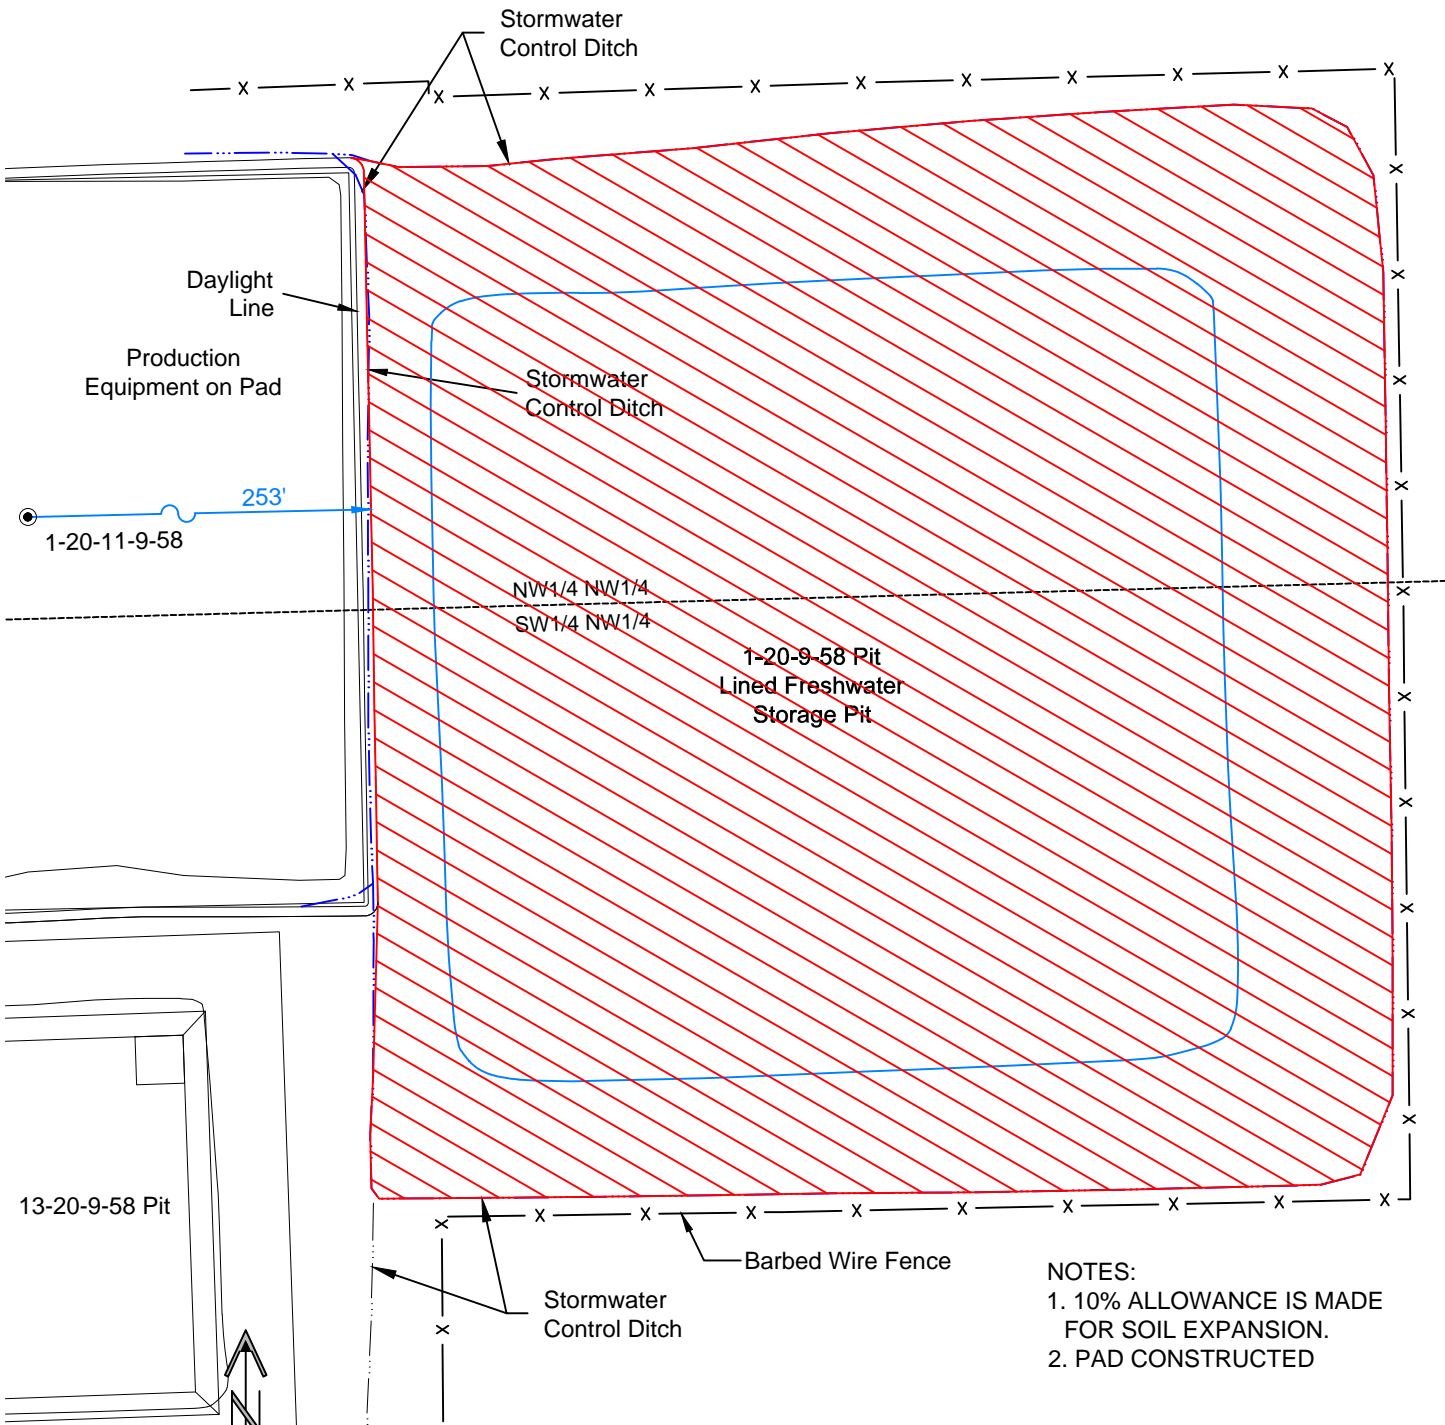 Stormwater
Control Ditch
Daylight
Line
Production
Equipment on Pad
Stormwater
Control Ditch
253'
1-20-11-9-58
NW1/4 NW1/4
SW1/4 NW1/4
1-20-9-58 Pit
Lined Freshwater
Storage Pit
13-20-9-58 Pit
Barbed Wire Fence
Stormwater
Control Ditch
NOTES:
1. 10% ALLOWANCE IS MADE
FOR SOIL EXPANSION.
2. PAD CONSTRUCTED